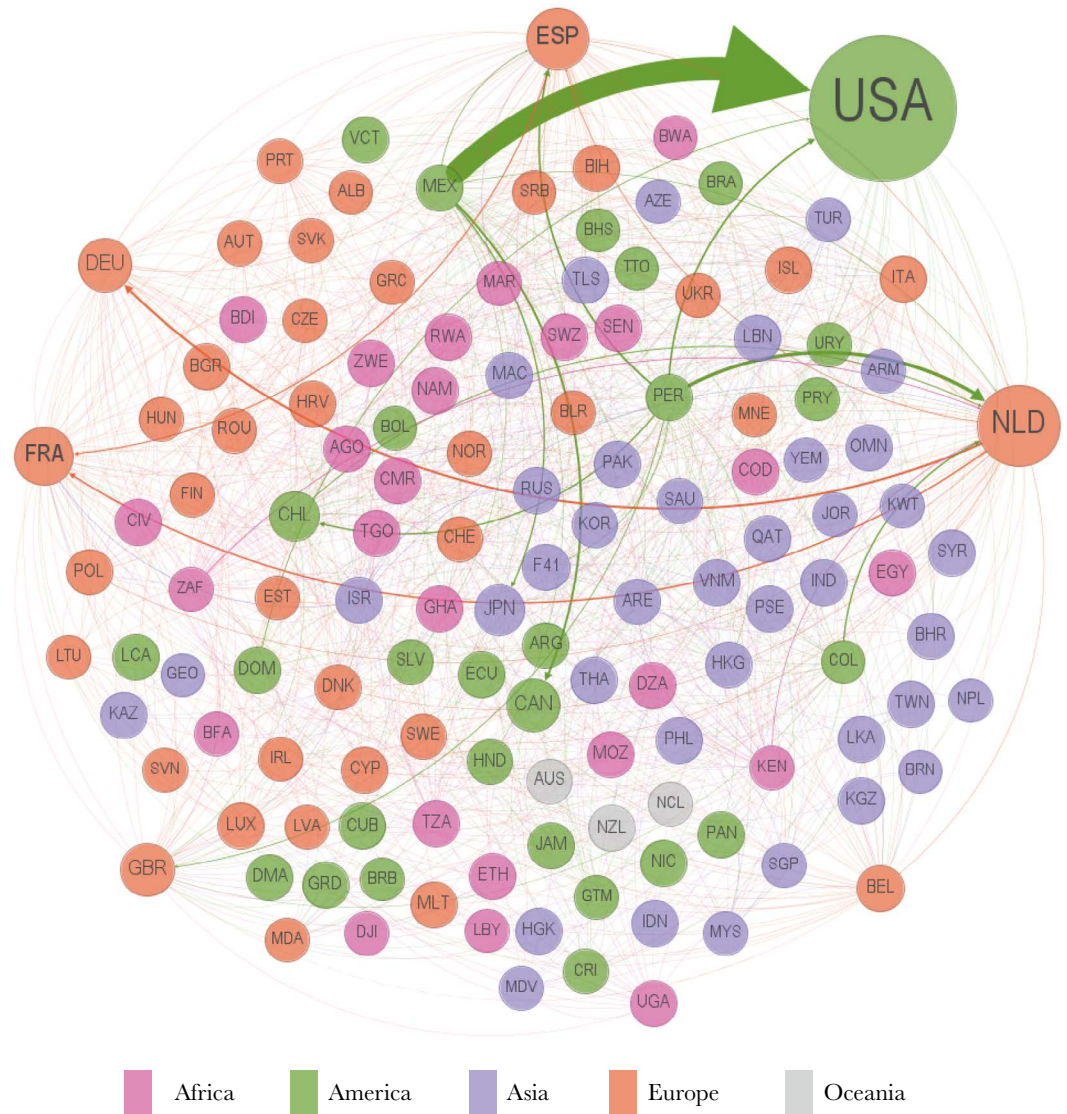 ESP
USA
VCT
BWA
PRT
BIH
MEX
BRA
ALB
SRB
AZE
TUR
BHS
AUT
SVK
DEU
TTO
ISL
TLS
ITA
GRC
MAR
UKR
BDI
CZE
SEN
RWA
SWZ
LBN
URY
ZWE
BGR
MAC
ARM
NAM
PER
PRY
HRV
BLR
MNE
HUN
ROU
BOL
NLD
AGO
OMN
FRA
NOR
YEM
PAK
COD
CMR
RUS
FIN
SAU
KWT
CHL
JOR
CIV
KOR
TGO
CHE
QAT
SYR
F41
POL
EGY
VNM
IND
ZAF
EST
ISR
ARE
GHA
JPN
PSE
BHR
ARG
LTU
LCA
SLV
COL
HKG
DOM
GEO
ECU
THA
DZA
DNK
NPL
CAN
TWN
KAZ
BFA
SWE
PHL
LKA
MOZ
IRL
HND
KEN
SVN
CYP
BRN
AUS
KGZ
NCL
LUX
LVA
CUB
TZA
NZL
PAN
JAM
NIC
SGP
GBR
ETH
DMA
BRB
GRD
BEL
GTM
MLT
IDN
DJI
LBY
HGK
MYS
MDA
CRI
MDV
UGA
Africa America Asia Europe Oceania